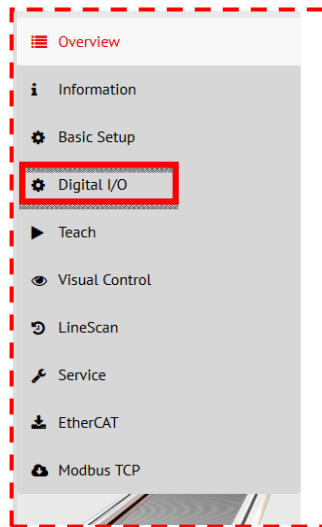 Overview
Information
Basic Setup
Digital I/O
Teach
Visual Control
LineScan
Service
EtherCAT
Modbus TCP